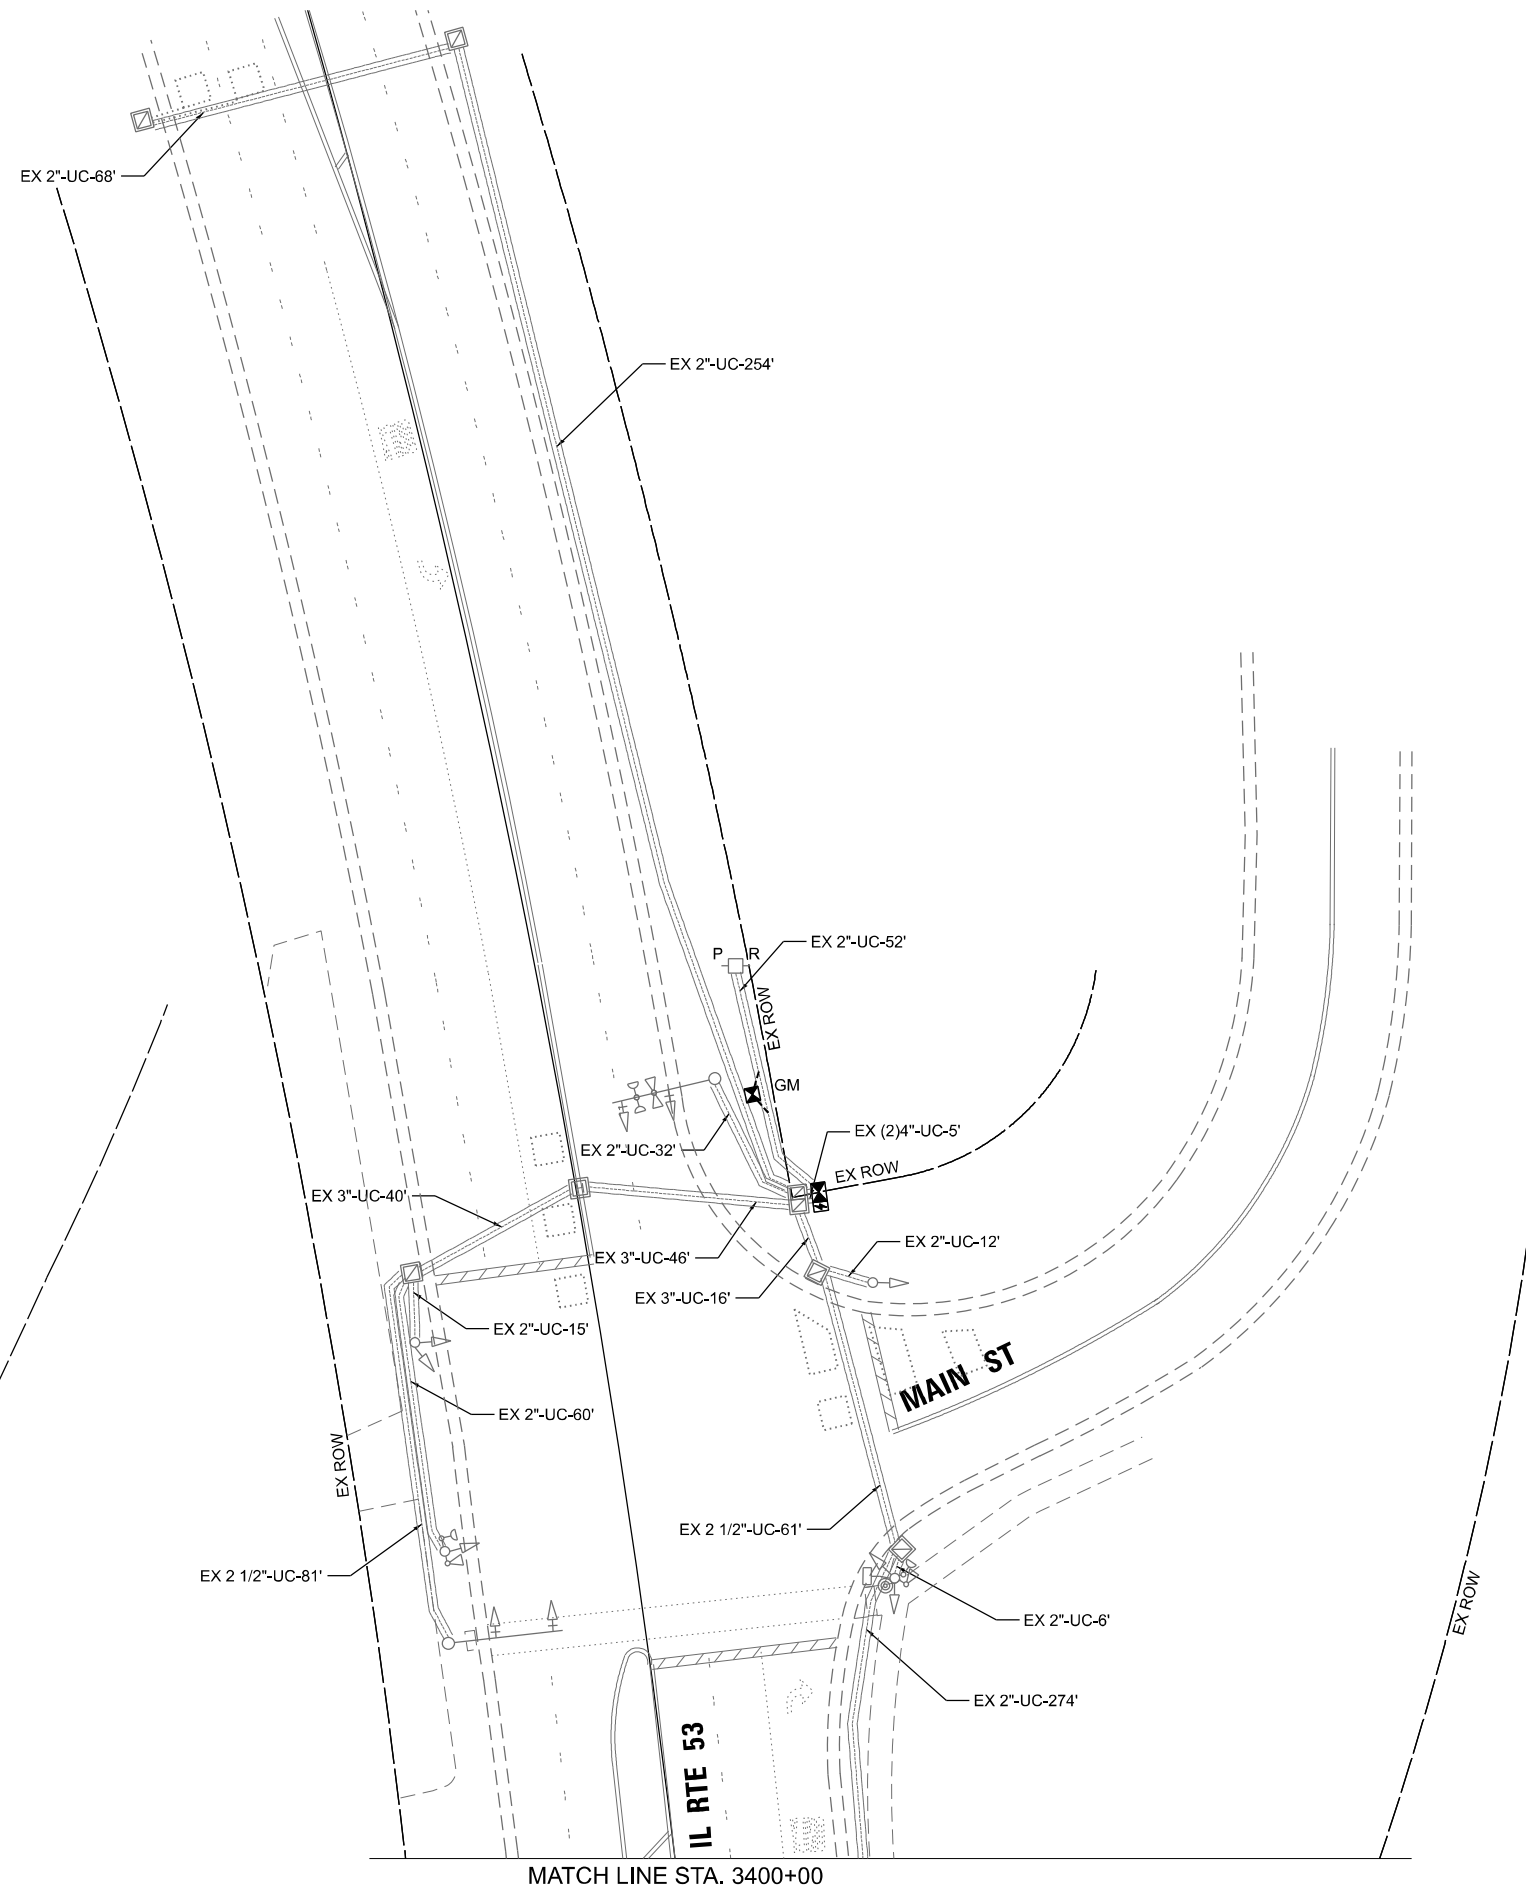 EX 2"-UC-68'
EX 2"-UC-254'
EX 2"-UC-52'
P R
EX ROW
GM
EX (2)4"-UC-5'
EX 2"-UC-32'
EX ROW
EX 3"-UC-40'
EX 3"-UC-46'
EX 2"-UC-12'
EX 3"-UC-16'
EX 2"-UC-15'
MAIN ST
EX 2"-UC-60'
EX ROW
EX 2 1/2"-UC-61'
EX 2 1/2"-UC-81'
EX 2"-UC-6'
EX ROW
EX 2"-UC-274'
IL RTE 53
MATCH LINE STA. 3400+00